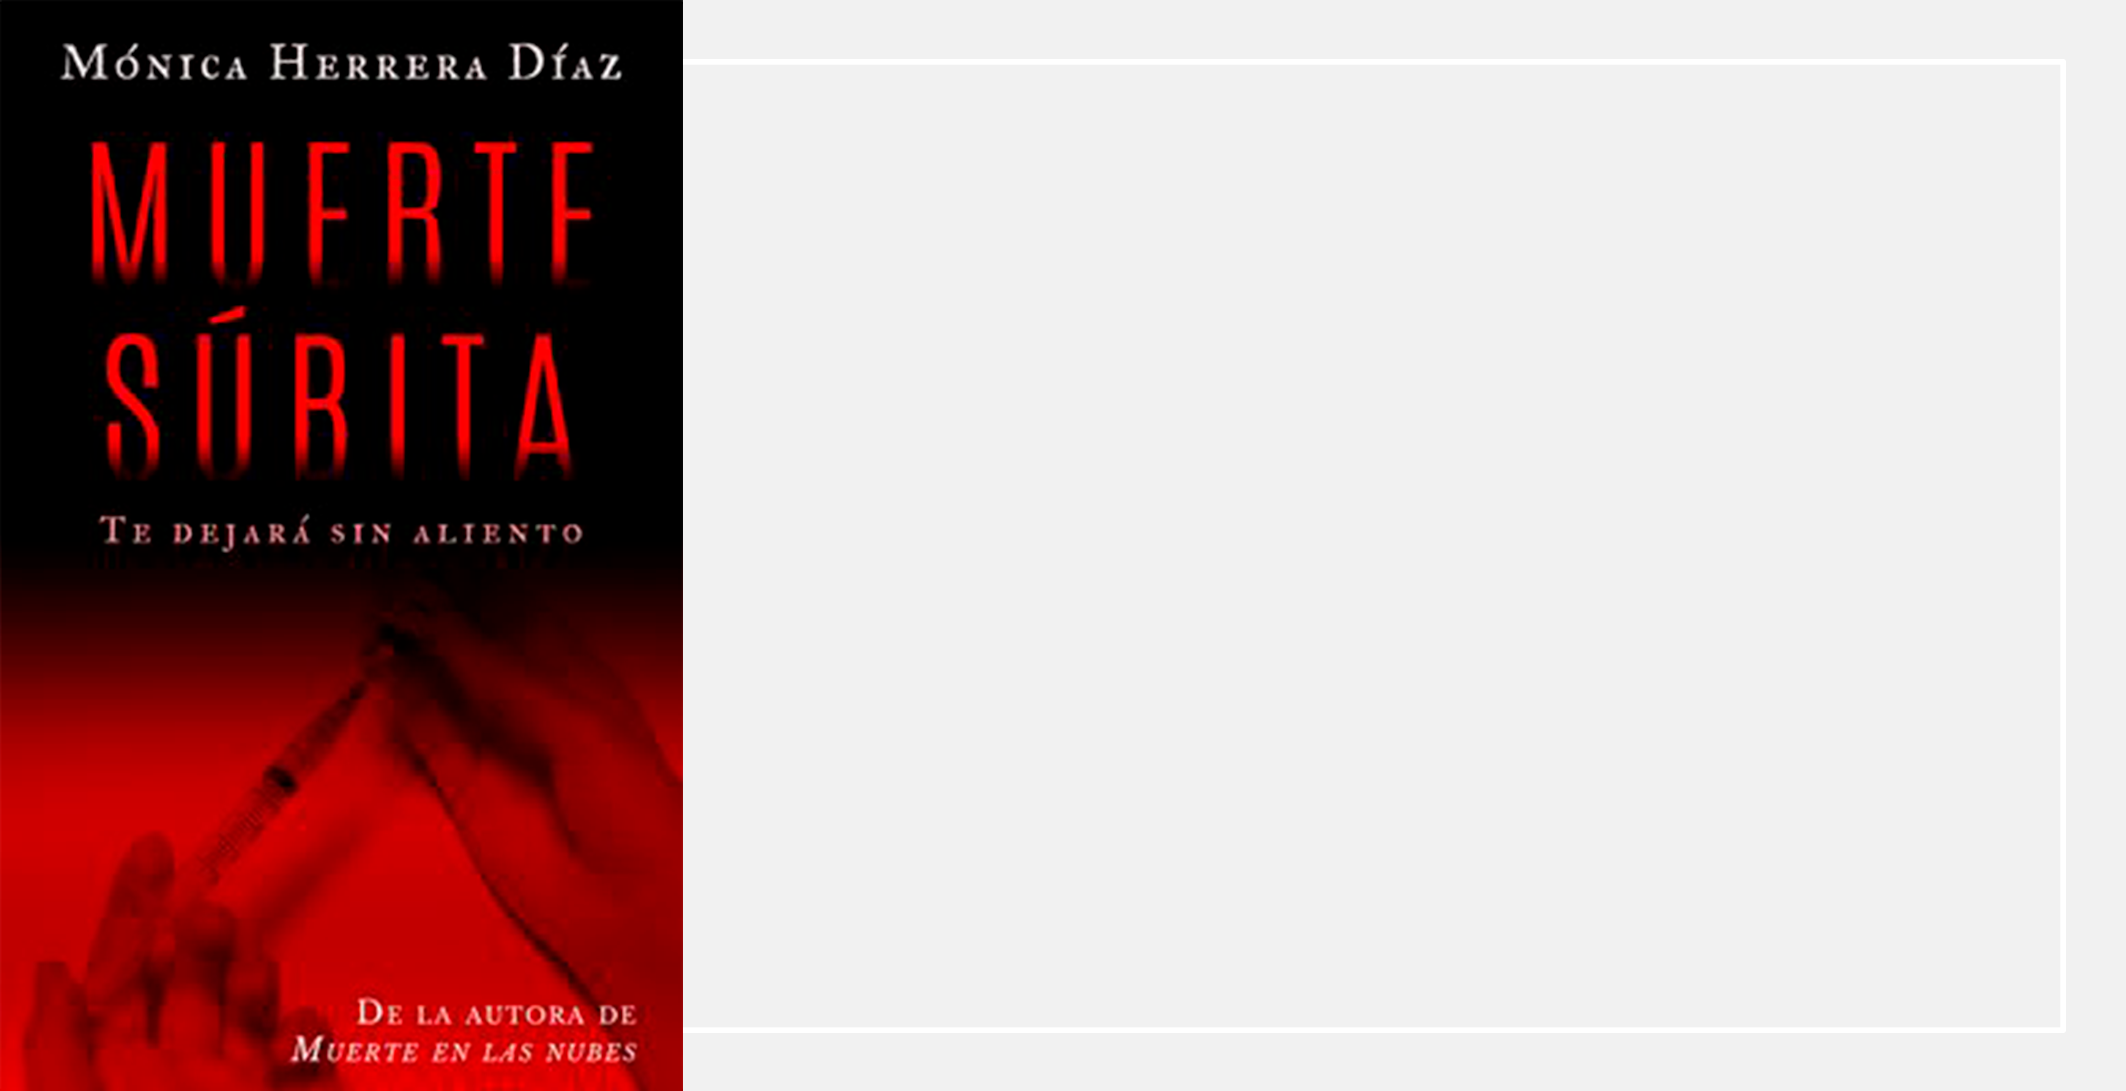 Mónica Herrera Díaz
MUERTE
SÚBITA
Te dejará sin aliento
De la autora de
Muerte en las nubes